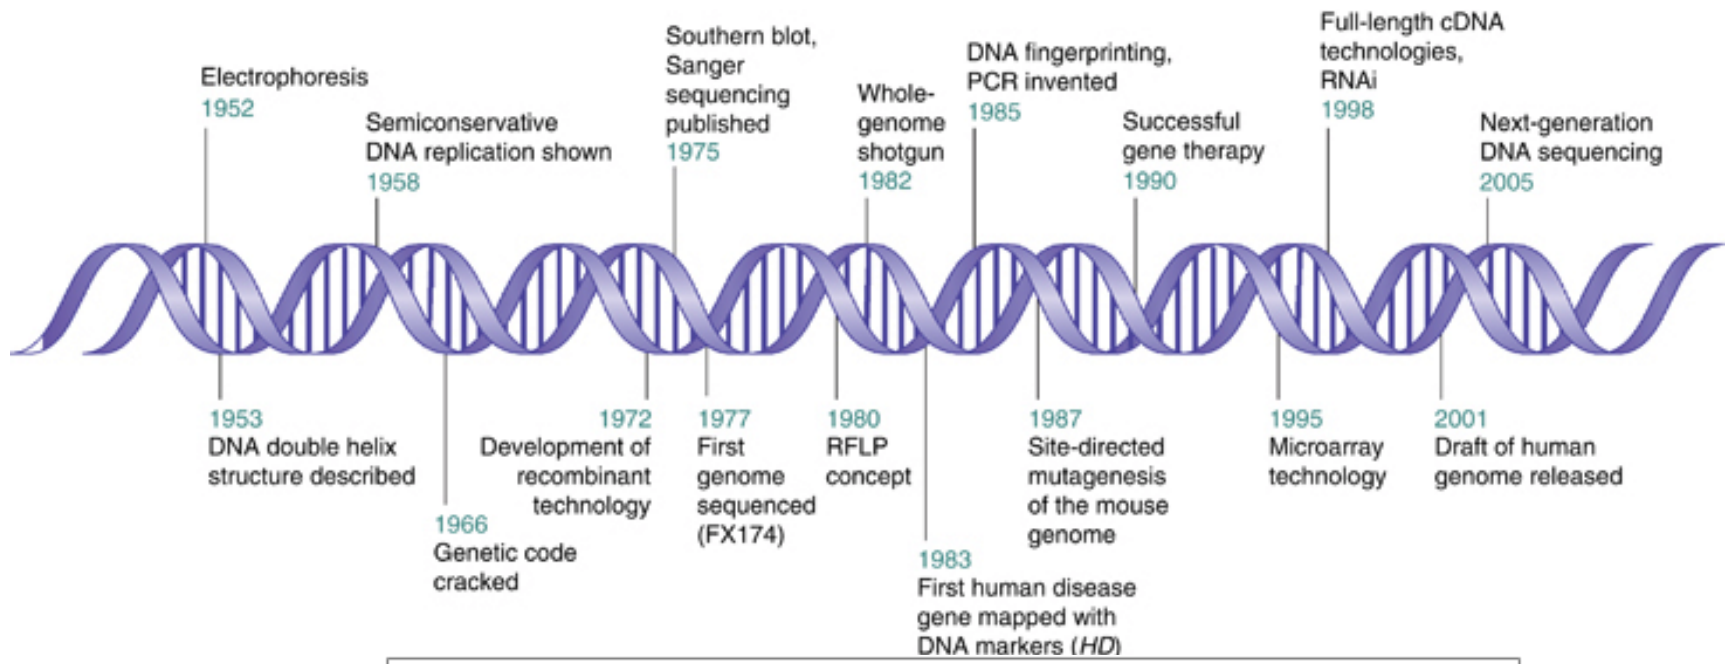 Electrophoresis
1952
Semiconservative
DNA replication shown
1958
Southern blot,
Sanger
sequencing
published
1975
Whole-
genome
shotgun
1982
DNA fingerprinting,
PCR invented
1985
Successful
gene therapy
1990
Full-length cDNA
technologies,
RNAi
1998
Next-generation
DNA sequencing
2005
1953
DNA double helix
structure described
1966
Genetic code
cracked
1972
Development of
recombinant
technology
1977
First
genome
sequenced
(FX174)
1980
RFLP
concept
1983
First human disease
gene mapped with
DNA markers (HD)
1987
Site-directed
mutagenesis
of the mouse
genome
1995
Microarray
technology
2001
Draft of human
genome released